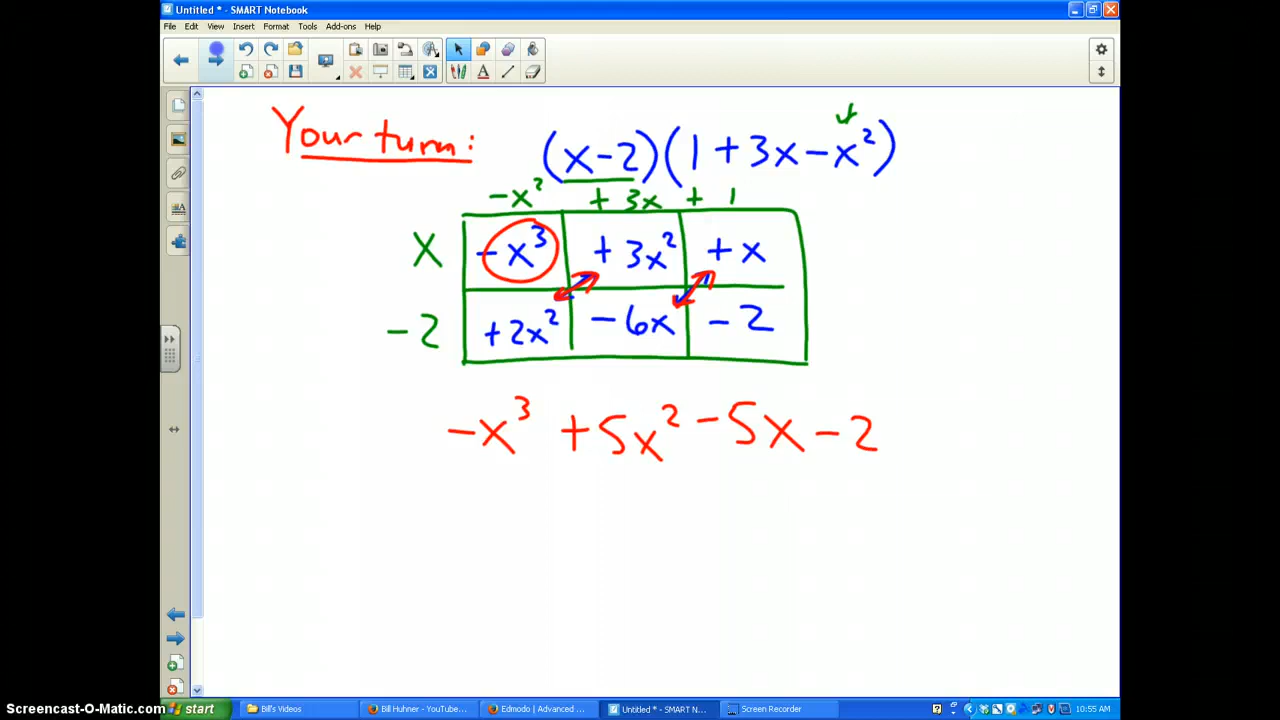 Untitled * - SMART Notebook
File Edit View Insert Format Tools Add-ons Help
Your turn: (x-2)(1+3x-x²)
-x² + 3x + 1
x -x³ +3x² +x
-2 +2x² -6x -2
-x³ +5x² -5x -2
Screencast-O-Matic.com
start Bill's Videos Bill Huhner - YouTube... Edmodo | Advanced ... Untitled * - SMART N... Screen Recorder 10:55 AM